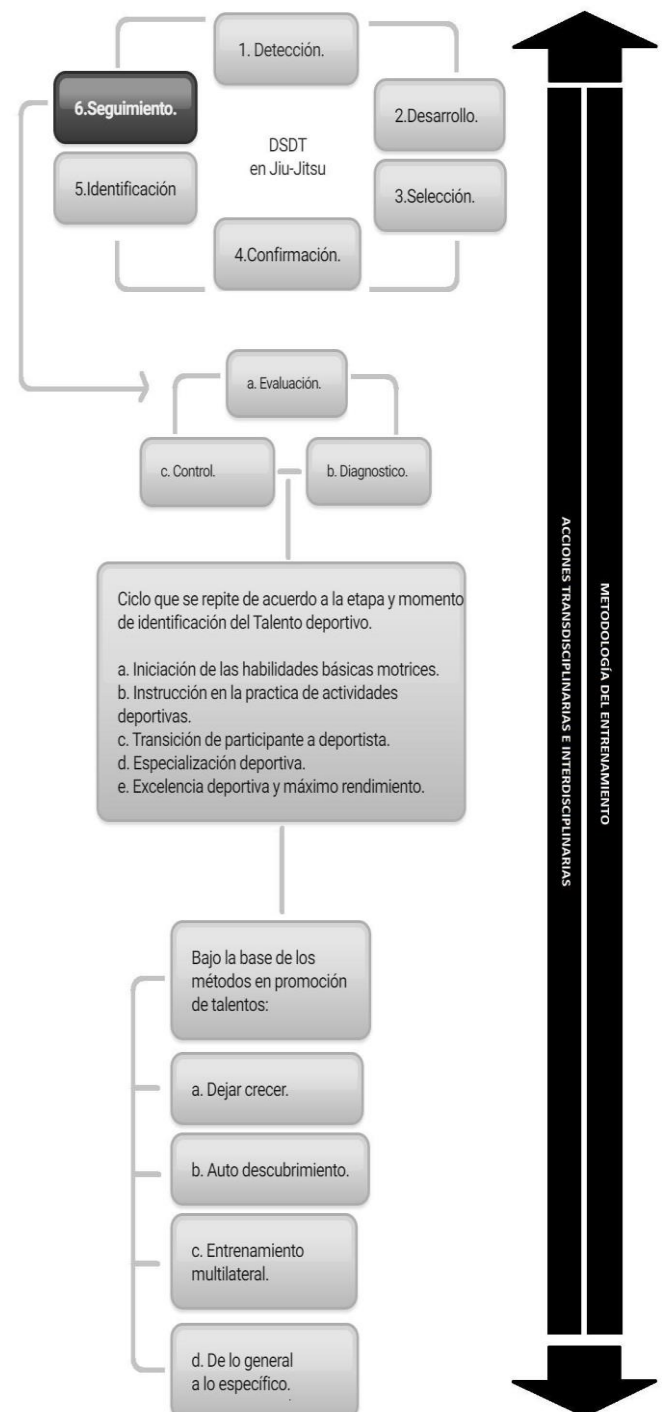 1. Detección.
6.Seguimiento.
2.Desarrollo.
DSDT
en Jiu-Jitsu
5.Identificación
3.Selección.
4.Confirmación.
a. Evaluación.
c. Control.
b. Diagnostico.
Ciclo que se repite de acuerdo a la etapa y momento
de identificación del Talento deportivo.
a. Iniciación de las habilidades básicas motrices.
b. Instrucción en la practica de actividades
deportivas.
c. Transición de participante a deportista.
d. Especialización deportiva.
e. Excelencia deportiva y máximo rendimiento.
Bajo la base de los
métodos en promoción
de talentos:
a. Dejar crecer.
b. Auto descubrimiento.
c. Entrenamiento
multilateral.
d. De lo general
a lo específico.
ACCIONES TRANSDISCIPLINARIAS E INTERDISCIPLINARIAS
METODOLOGÍA DEL ENTRENAMIENTO